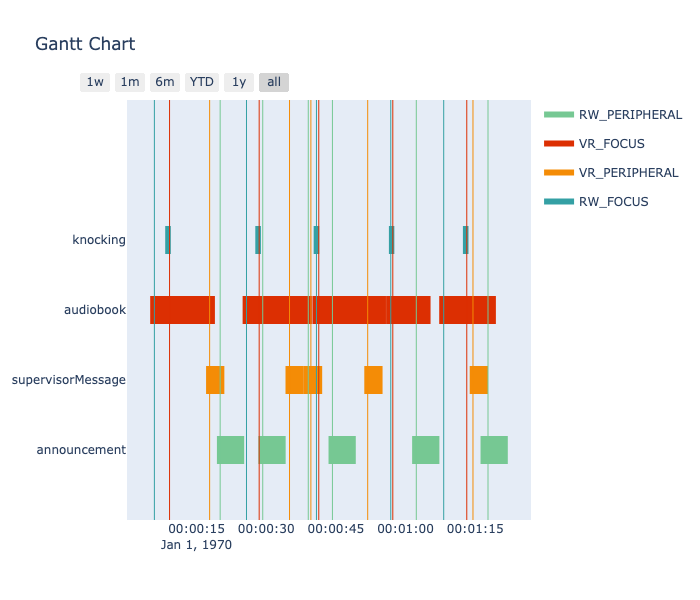 Gantt Chart
1w 1m 6m YTD 1y all
RW_PERIPHERAL
VR_FOCUS
VR_PERIPHERAL
RW_FOCUS
knocking
audiobook
supervisorMessage
announcement
00:00:15 00:00:30 00:00:45 00:01:00 00:01:15
Jan 1, 1970